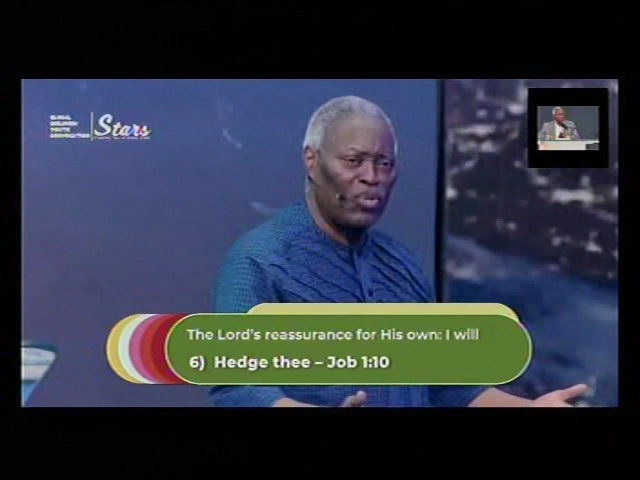 Stars
The Lord's reassurance for His own: I will
6) Hedge thee – Job 1:10